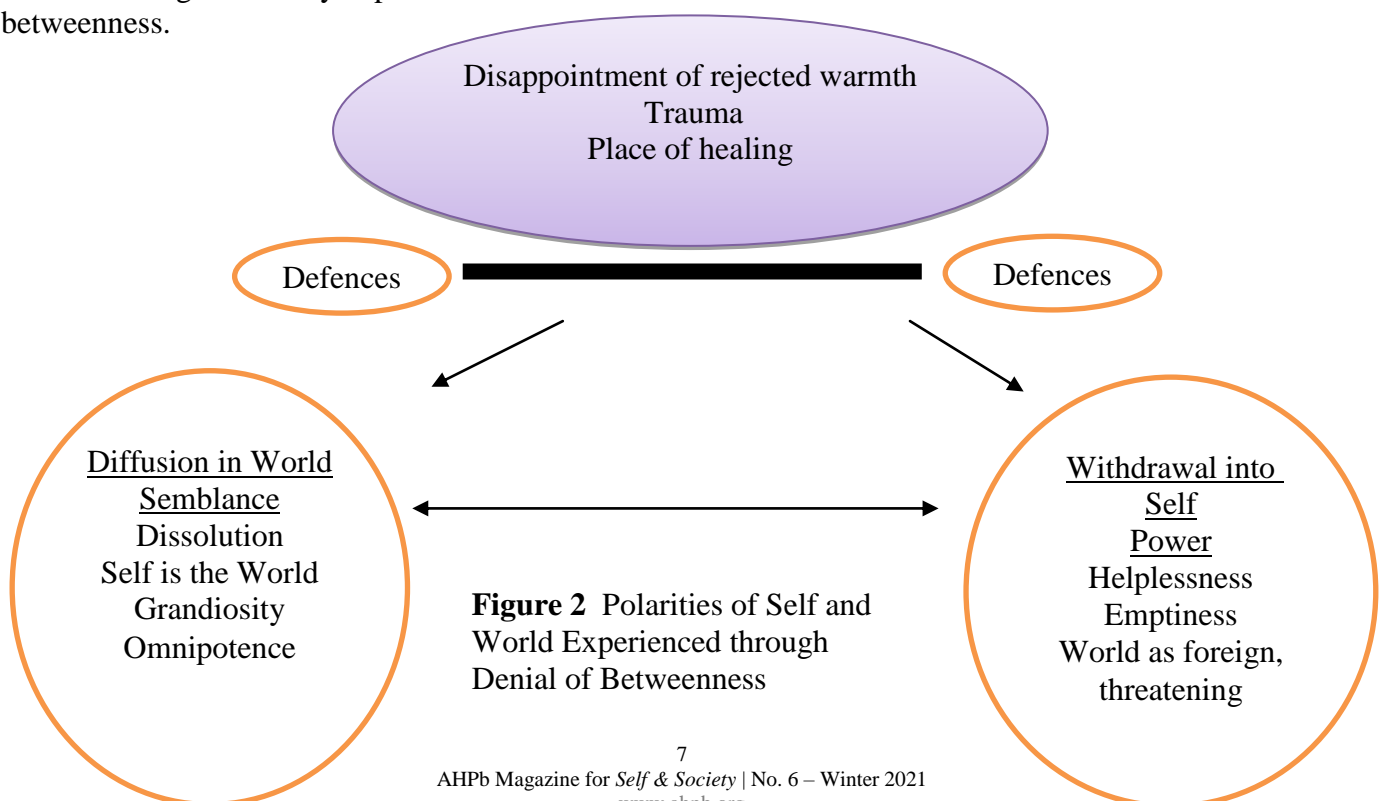 betweenness.
Disappointment of rejected warmth
Trauma
Place of healing
Defences
Defences
Diffusion in World
Semblance
Dissolution
Self is the World
Grandiosity
Omnipotence
Withdrawal into
Self
Power
Helplessness
Emptiness
World as foreign,
threatening
Figure 2 Polarities of Self and
World Experienced through
Denial of Betweenness
7
AHPb Magazine for Self & Society | No. 6 – Winter 2021